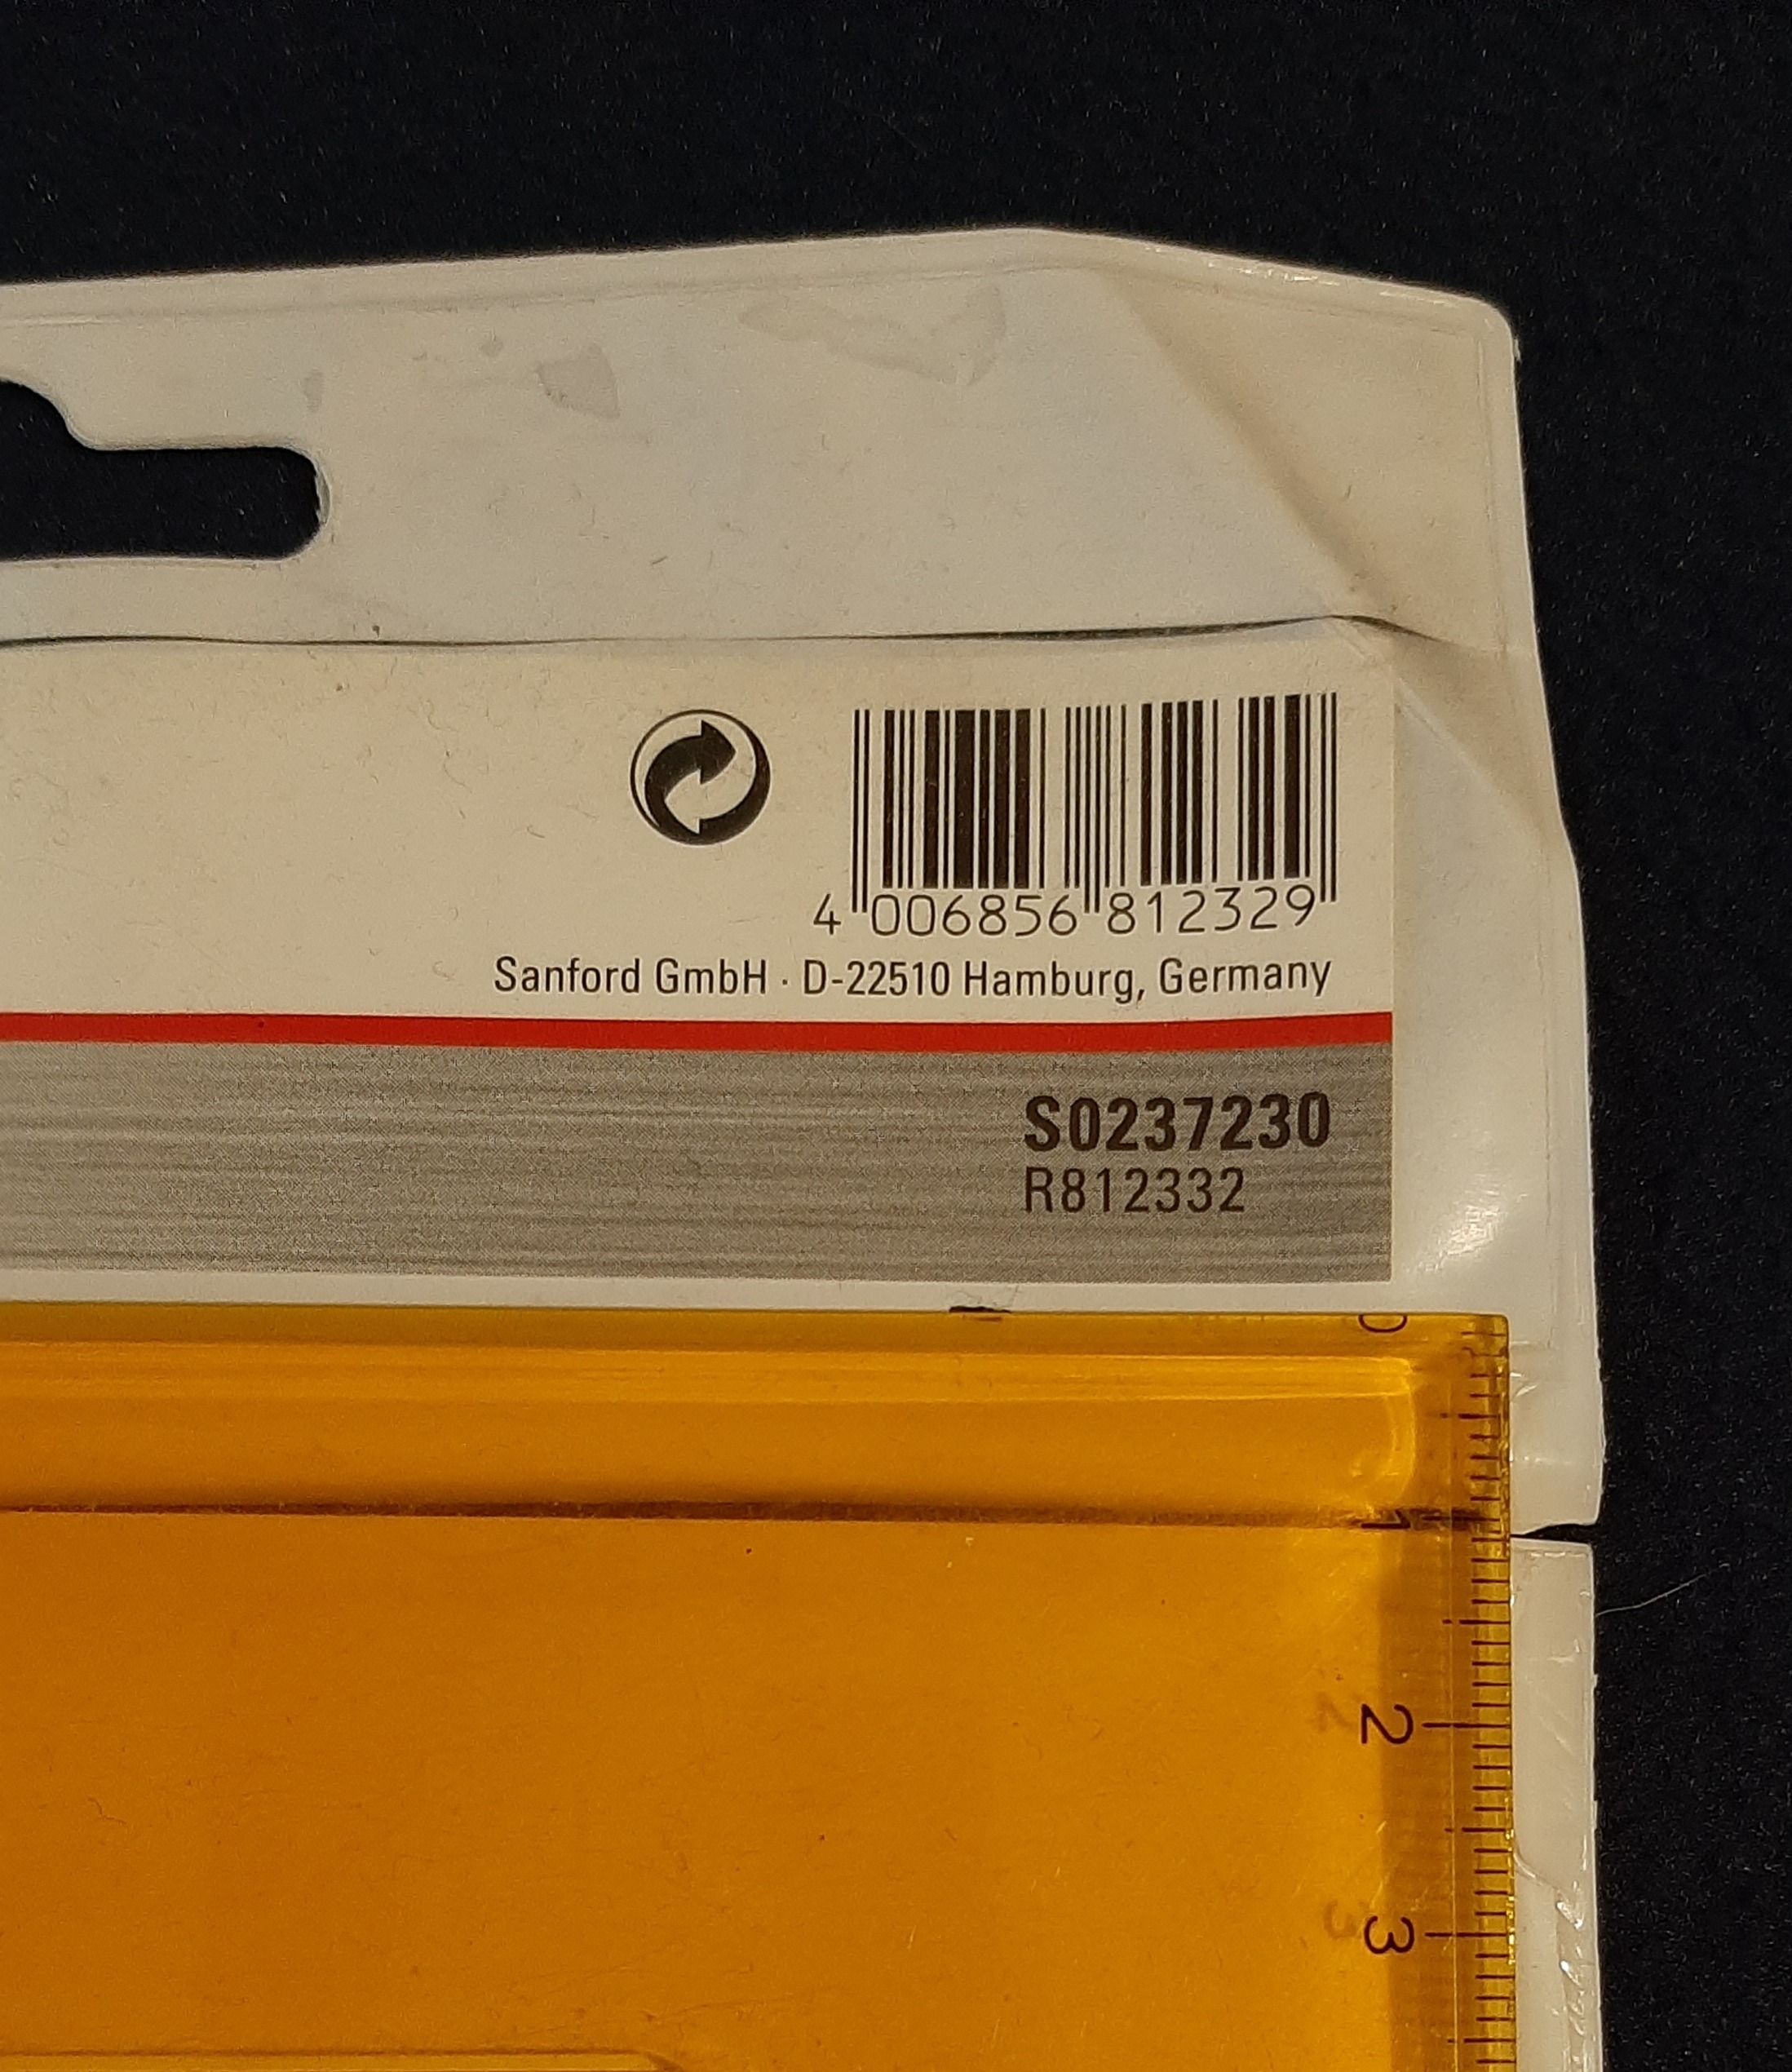 4 006856 812329
Sanford GmbH · D-22510 Hamburg, Germany
S0237230
R812332
0
1
2
3